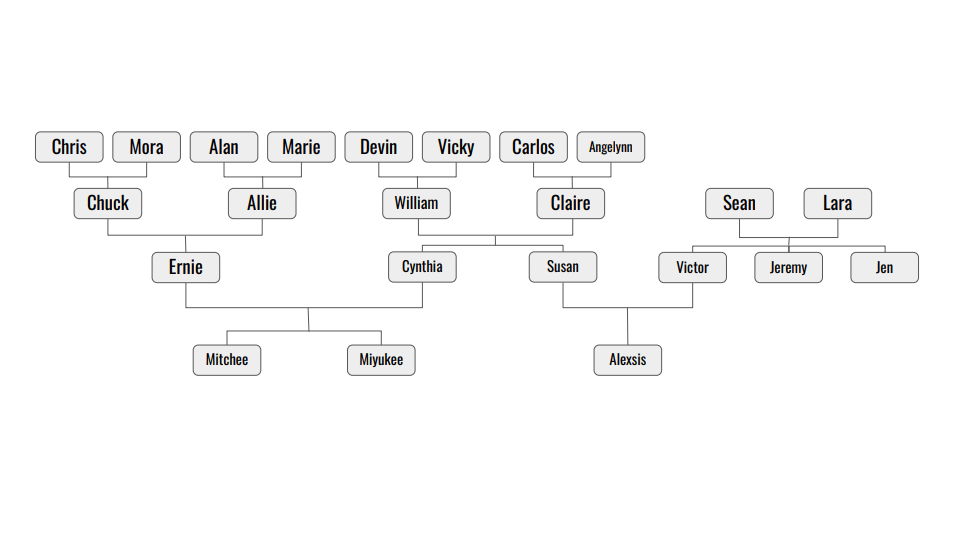 Chris
Mora
Alan
Marie
Devin
Vicky
Carlos
Angelynn
Chuck
Allie
William
Claire
Sean
Lara
Ernie
Cynthia
Susan
Victor
Jeremy
Jen
Mitchee
Miyukee
Alexsis